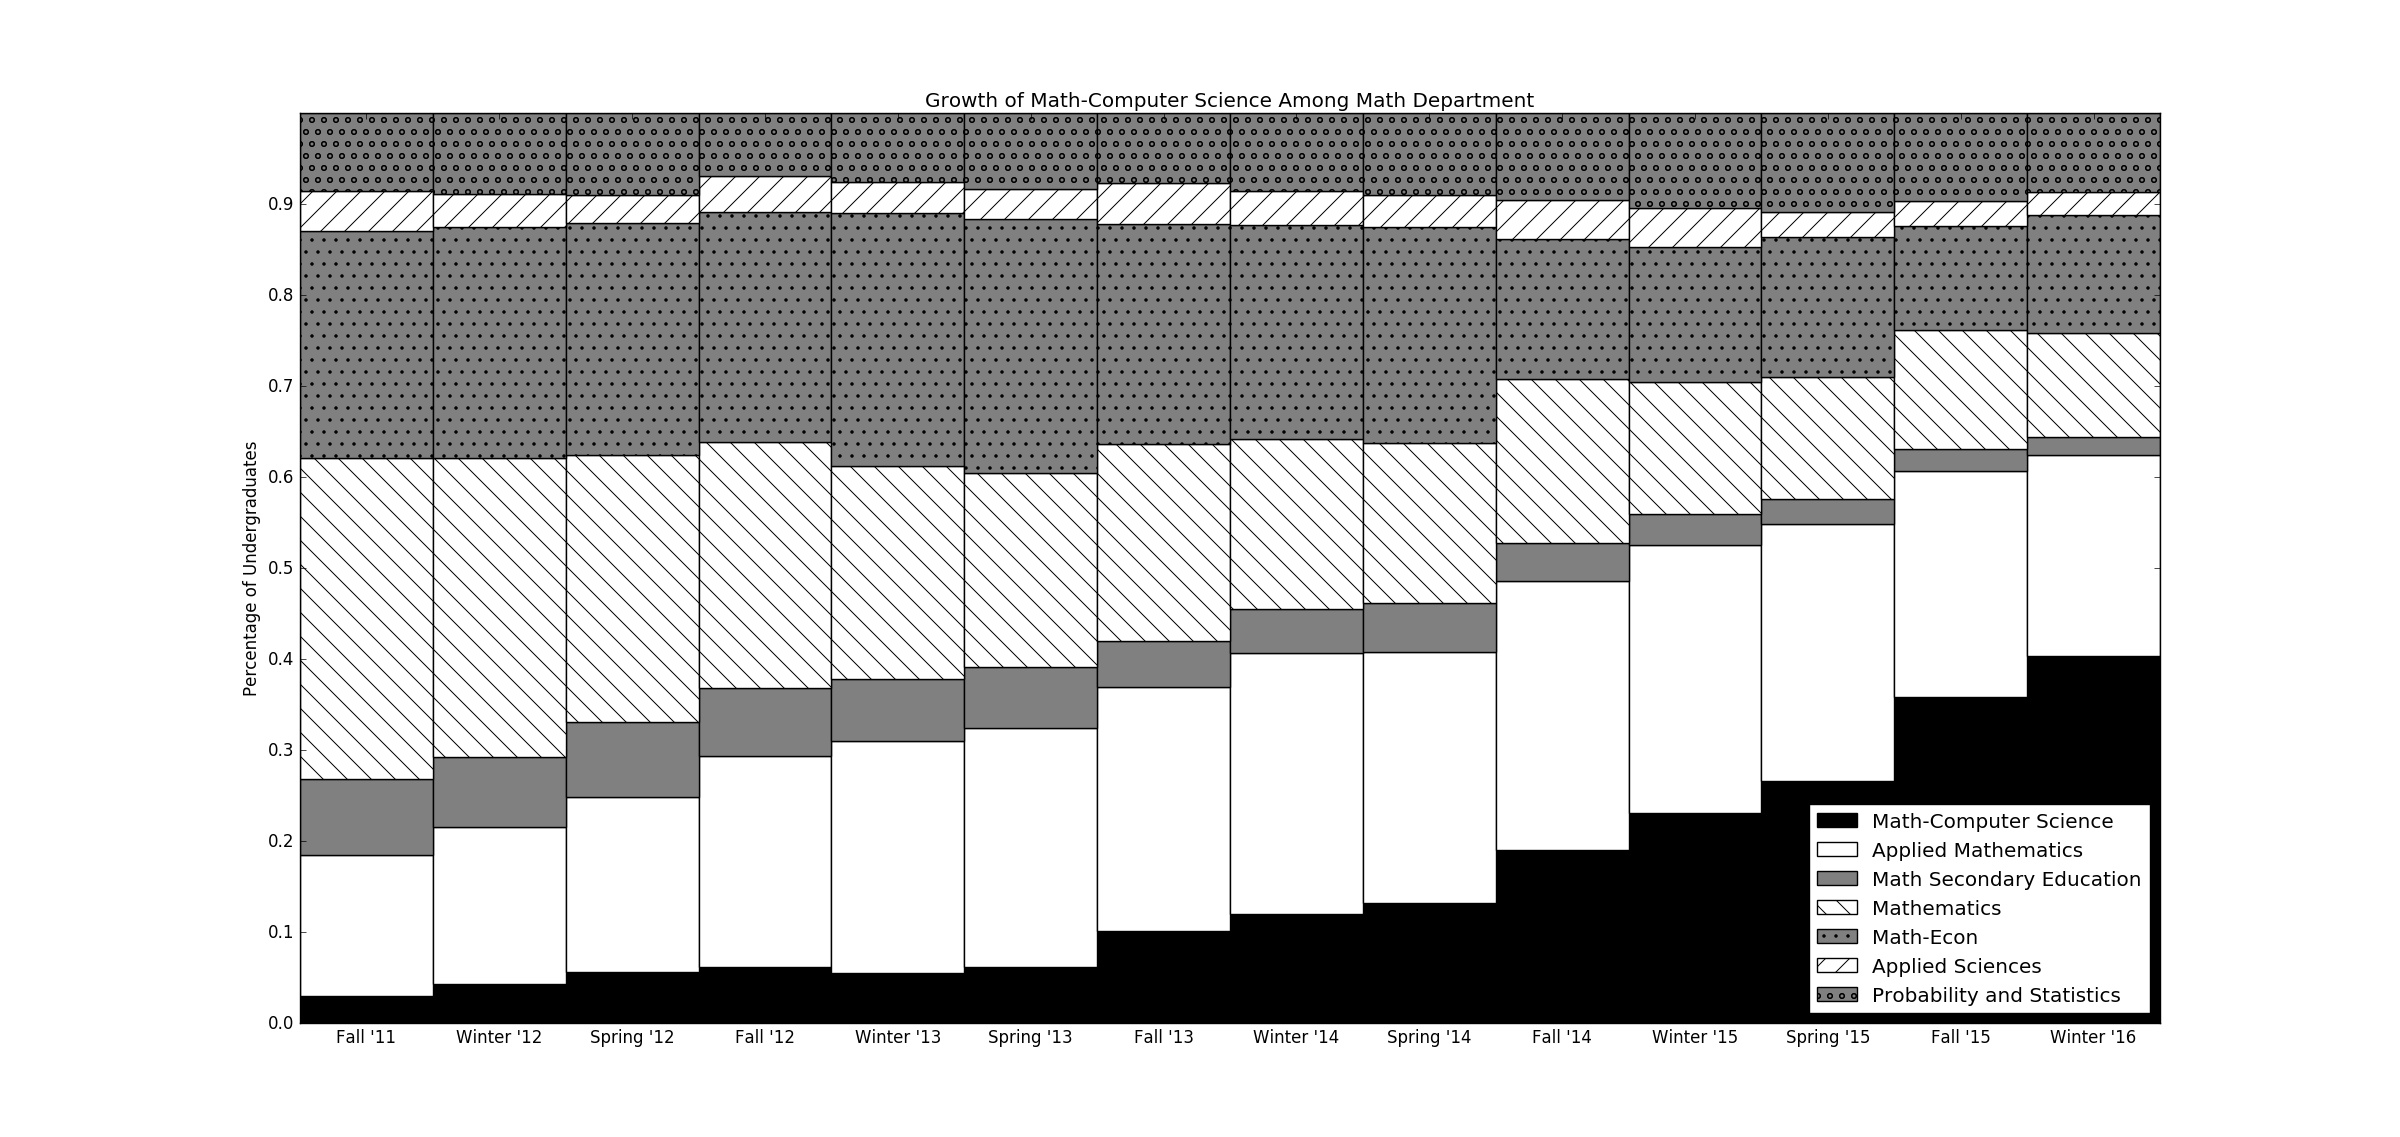 Growth of Math-Computer Science Among Math Department
Percentage of Undergraduates
0.9
0.8
0.7
0.6
0.5
0.4
0.3
0.2
0.1
0.0
Math-Computer Science
Applied Mathematics
Math Secondary Education
Mathematics
Math-Econ
Applied Sciences
Probability and Statistics
Fall '11 Winter '12 Spring '12 Fall '12 Winter '13 Spring '13 Fall '13 Winter '14 Spring '14 Fall '14 Winter '15 Spring '15 Fall '15 Winter '16